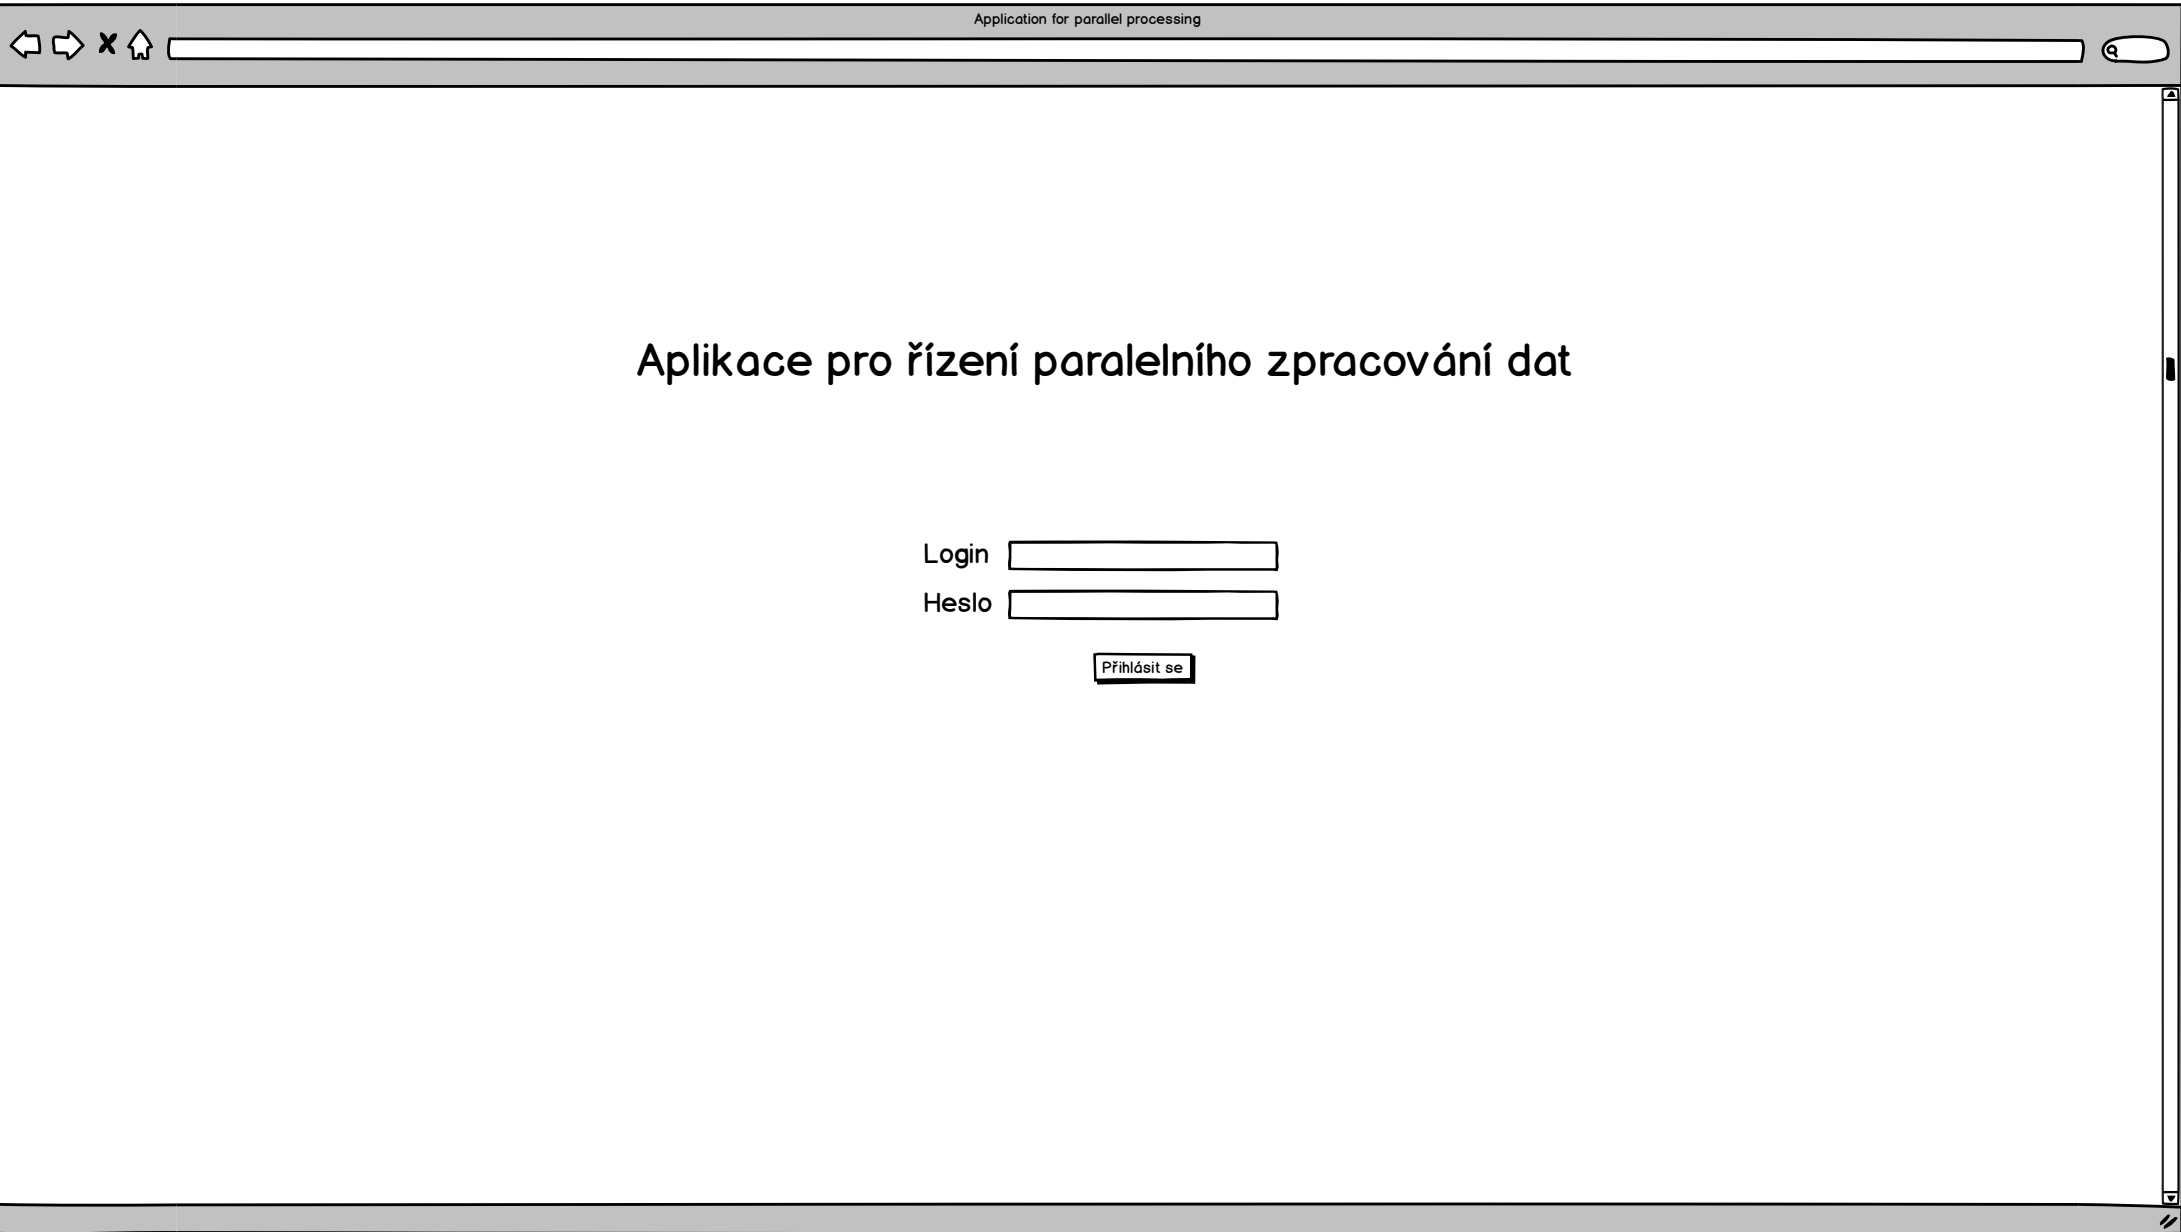 Application for parallel processing
Aplikace pro řízení paralelního zpracování dat
Login
Heslo
Přihlásit se